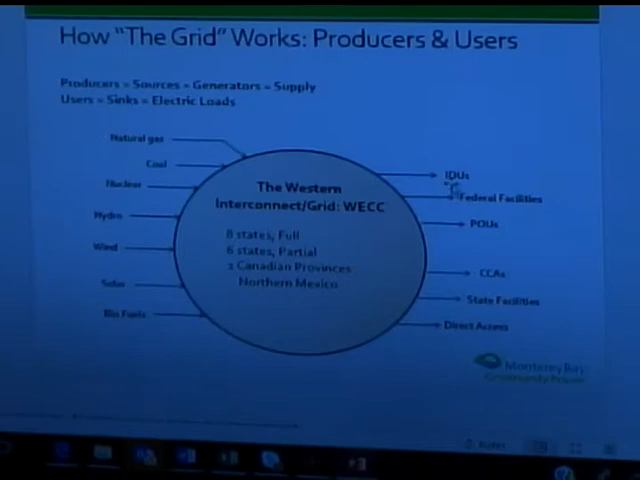 How "The Grid" Works: Producers & Users
Producers = Sources = Generators = Supply
Users = Sinks = Electric Loads
Natural gas
Coal
Nuclear
Hydro
Wind
Solar
Bio Fuels
The Western
Interconnect/Grid: WECC
8 states, Full
6 states, Partial
2 Canadian Provinces
Northern Mexico
IOUs
Federal Facilities
POUs
CCAs
State Facilities
Direct Access
Monterey Bay
Community Power
Notes